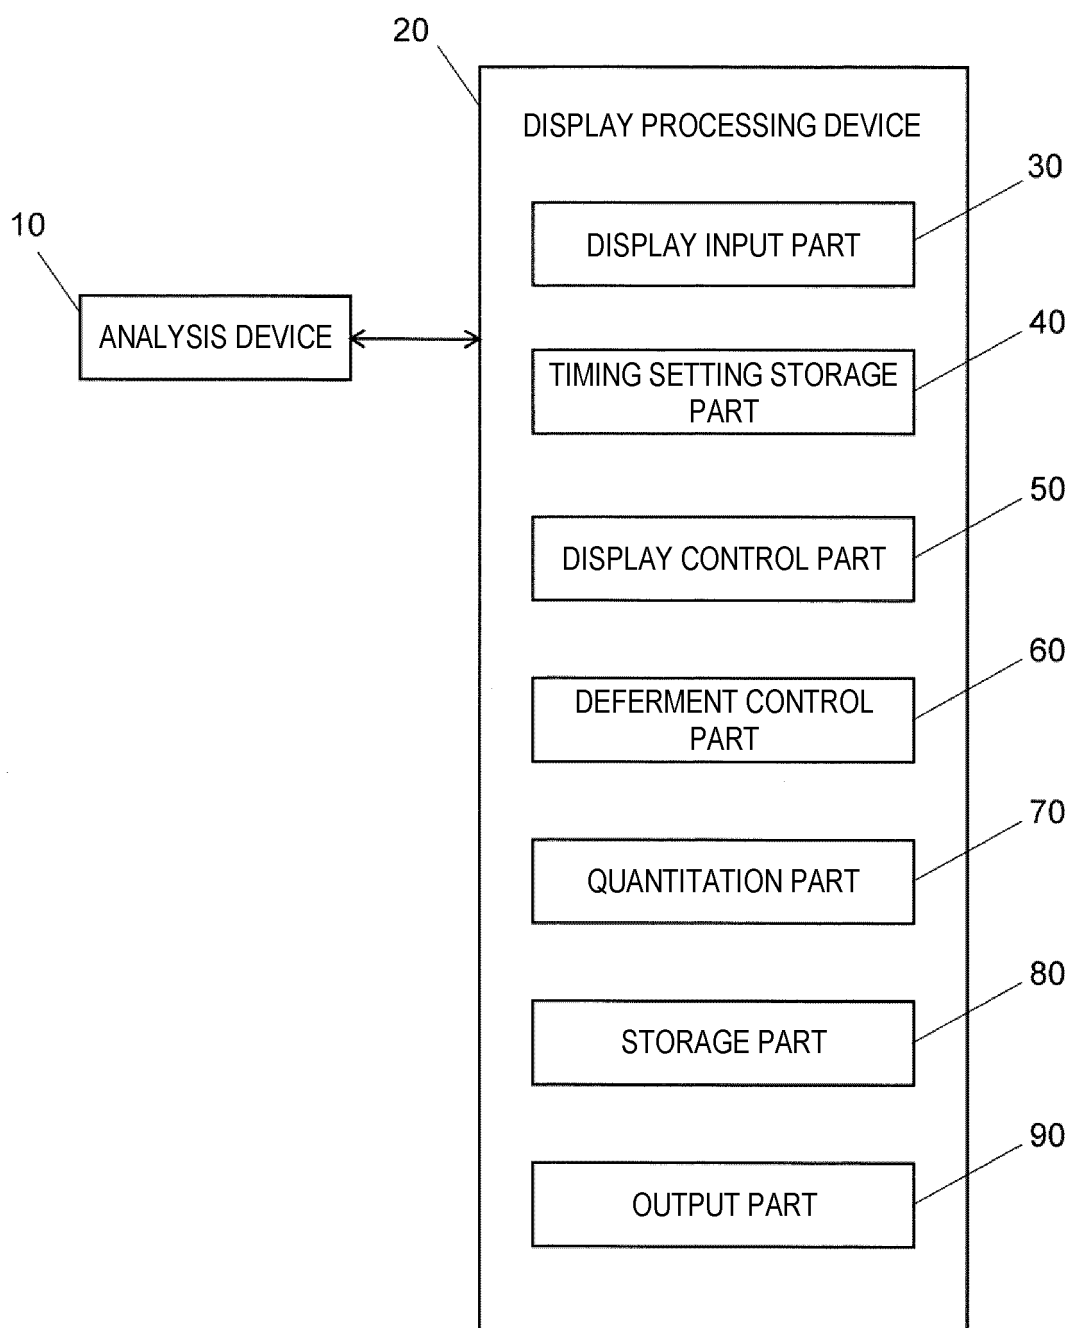 20
DISPLAY PROCESSING DEVICE
30
DISPLAY INPUT PART
10
ANALYSIS DEVICE
40
TIMING SETTING STORAGE
PART
50
DISPLAY CONTROL PART
60
DEFERMENT CONTROL
PART
70
QUANTITATION PART
80
STORAGE PART
90
OUTPUT PART